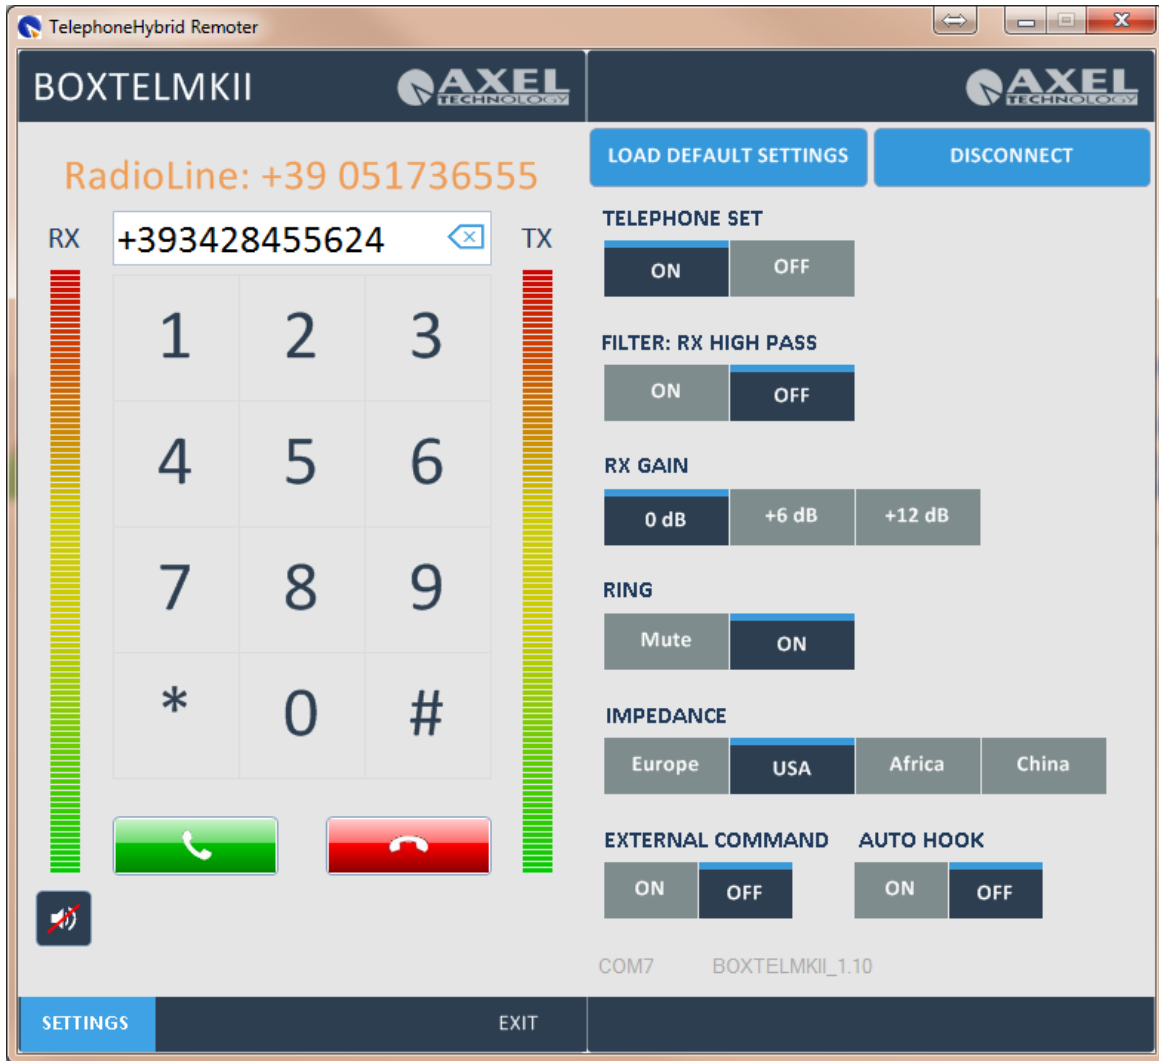 TelephoneHybrid Remoter
BOXTELMKII
AXEL
TECHNOLOGY
AXEL
TECHNOLOGY
RadioLine: +39 051736555
RX
+393428455624
TX
1 2 3
4 5 6
7 8 9
* 0 #
SETTINGS
EXIT
LOAD DEFAULT SETTINGS
DISCONNECT
TELEPHONE SET
ON OFF
FILTER: RX HIGH PASS
ON OFF
RX GAIN
0 dB +6 dB +12 dB
RING
Mute ON
IMPEDANCE
Europe USA Africa China
EXTERNAL COMMAND
ON OFF
AUTO HOOK
ON OFF
COM7 BOXTELMKII_1.10